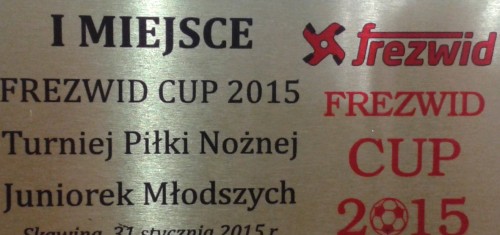 I MIEJSCE
FREZWID CUP 2015
Turniej Piłki Nożnej
Juniorek Młodszych
Skawina, 31 stycznia 2015 r.
frezwid
FREZWID
CUP
2015